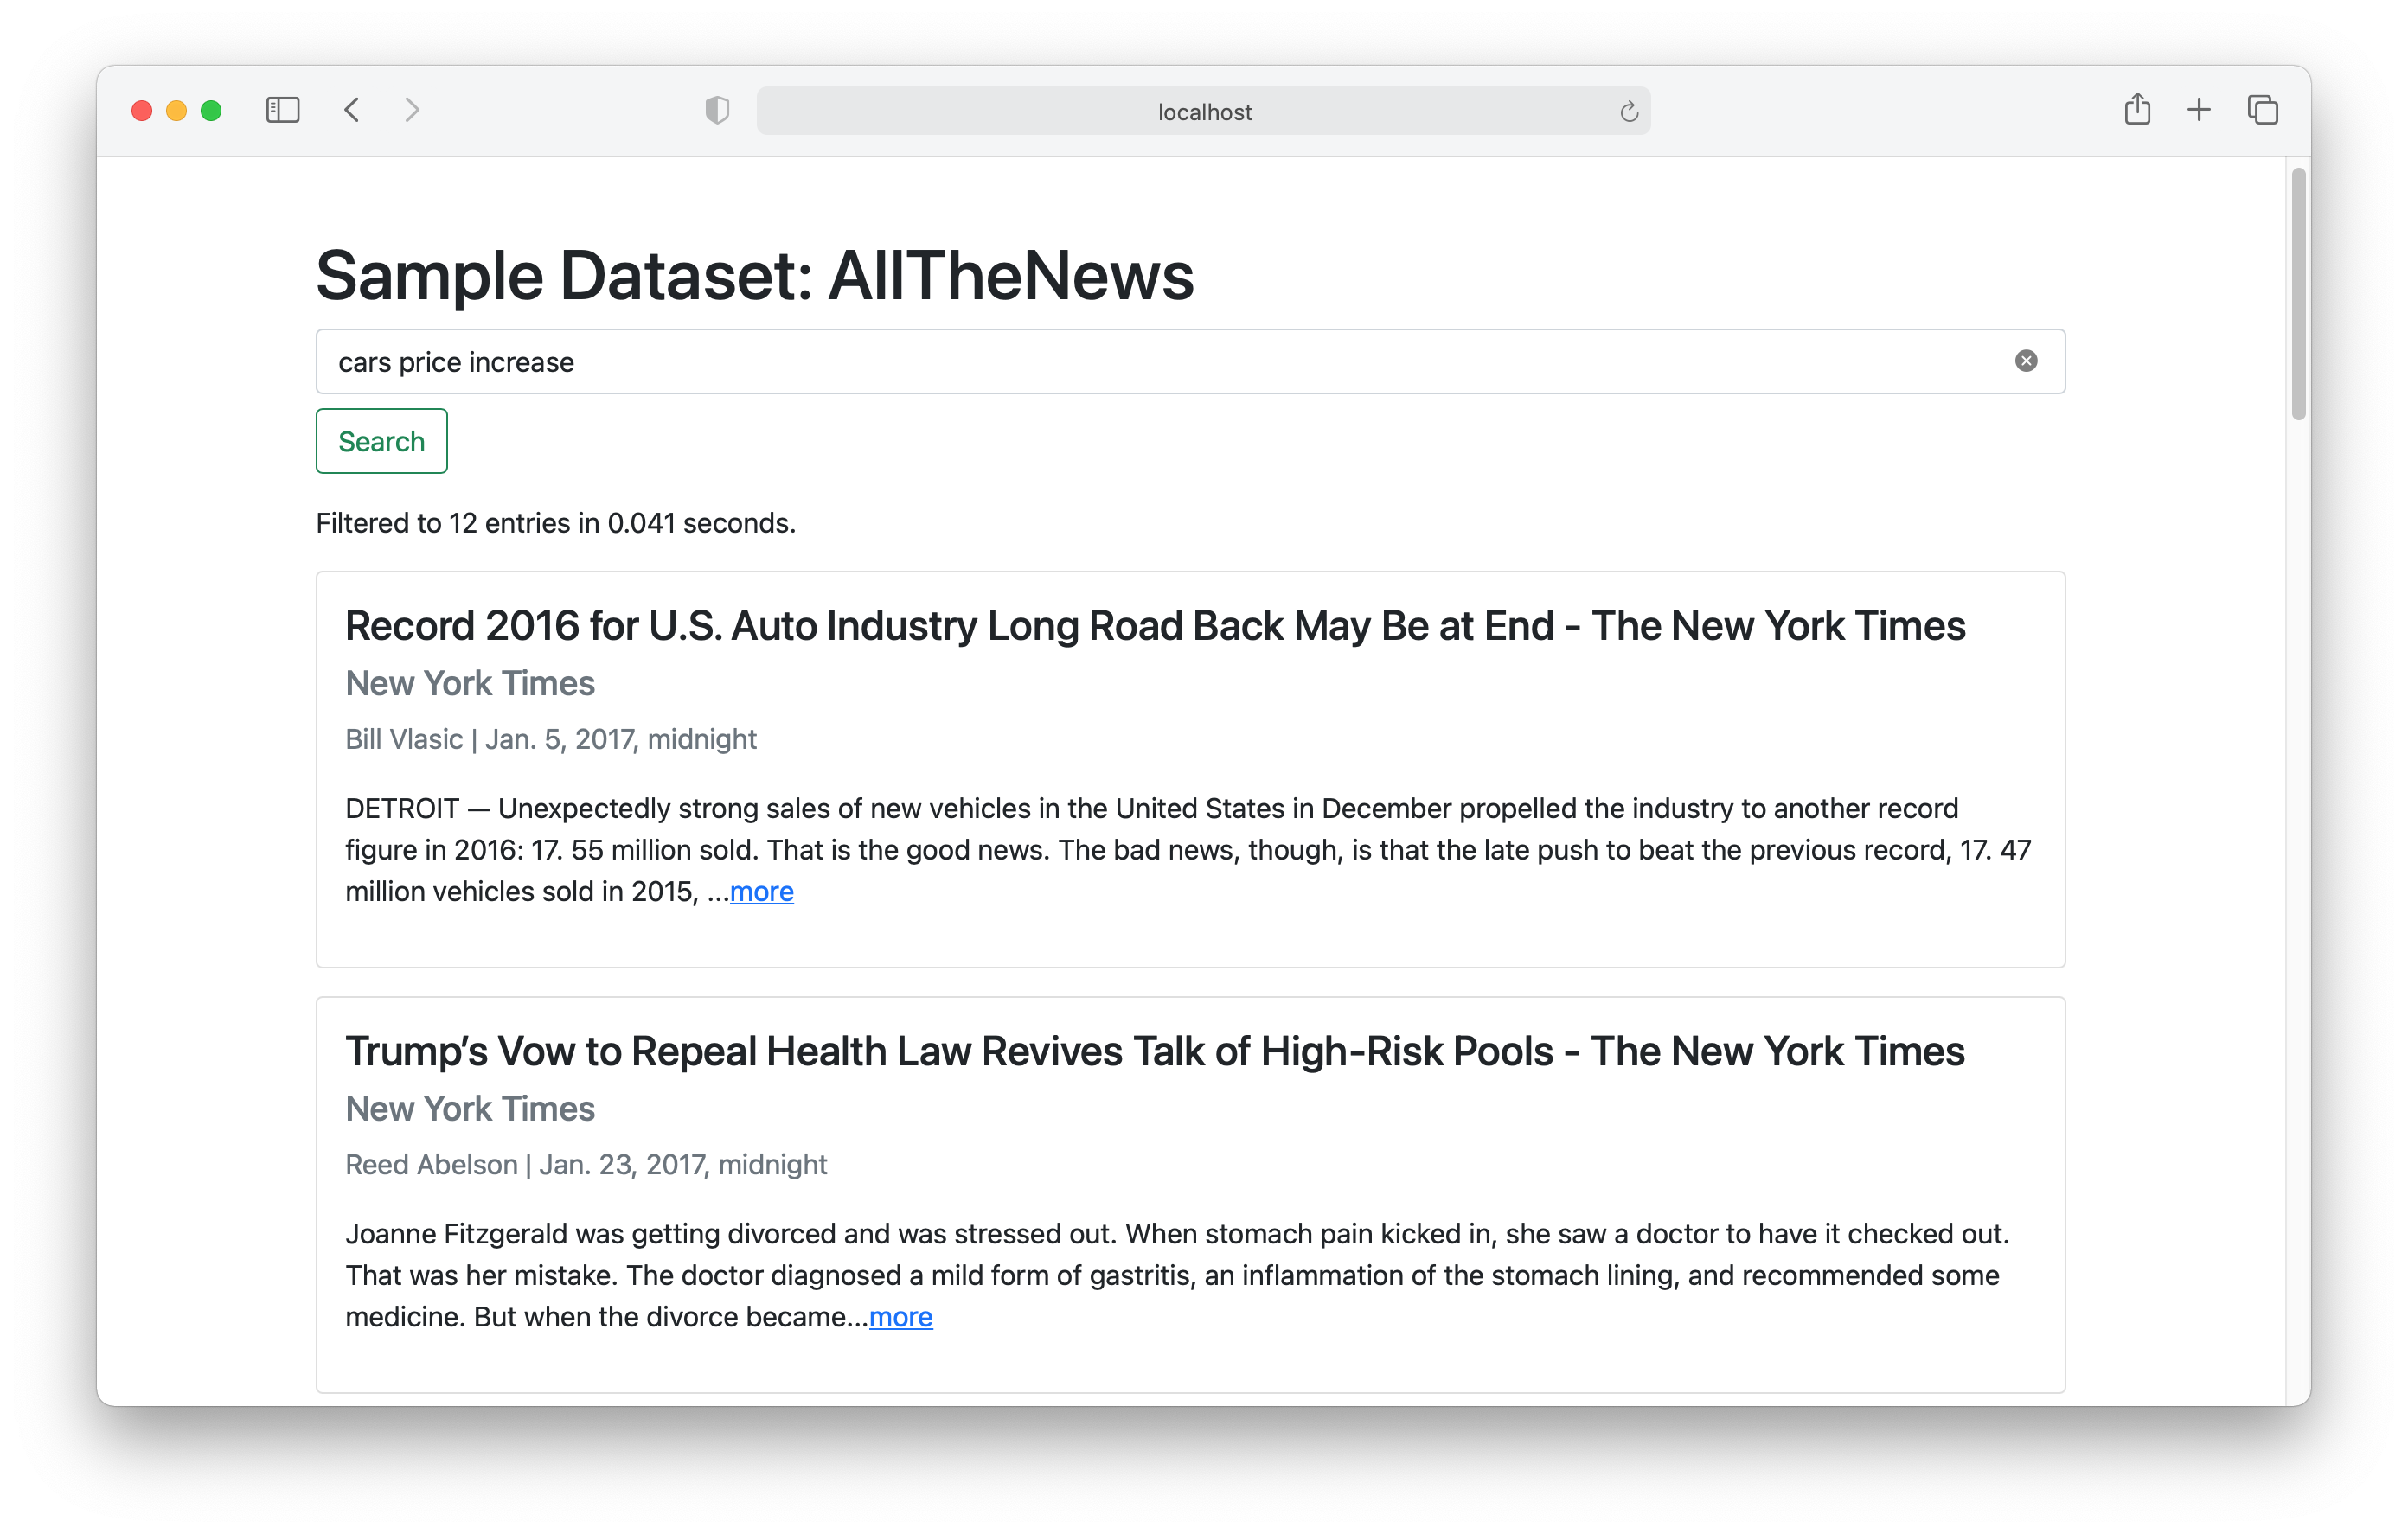 localhost
Sample Dataset: AllTheNews
cars price increase
Search
Filtered to 12 entries in 0.041 seconds.
Record 2016 for U.S. Auto Industry Long Road Back May Be at End - The New York Times
New York Times
Bill Vlasic | Jan. 5, 2017, midnight
DETROIT — Unexpectedly strong sales of new vehicles in the United States in December propelled the industry to another record
figure in 2016: 17. 55 million sold. That is the good news. The bad news, though, is that the late push to beat the previous record, 17. 47
million vehicles sold in 2015, ...more
Trump’s Vow to Repeal Health Law Revives Talk of High-Risk Pools - The New York Times
New York Times
Reed Abelson | Jan. 23, 2017, midnight
Joanne Fitzgerald was getting divorced and was stressed out. When stomach pain kicked in, she saw a doctor to have it checked out.
That was her mistake. The doctor diagnosed a mild form of gastritis, an inflammation of the stomach lining, and recommended some
medicine. But when the divorce became...more